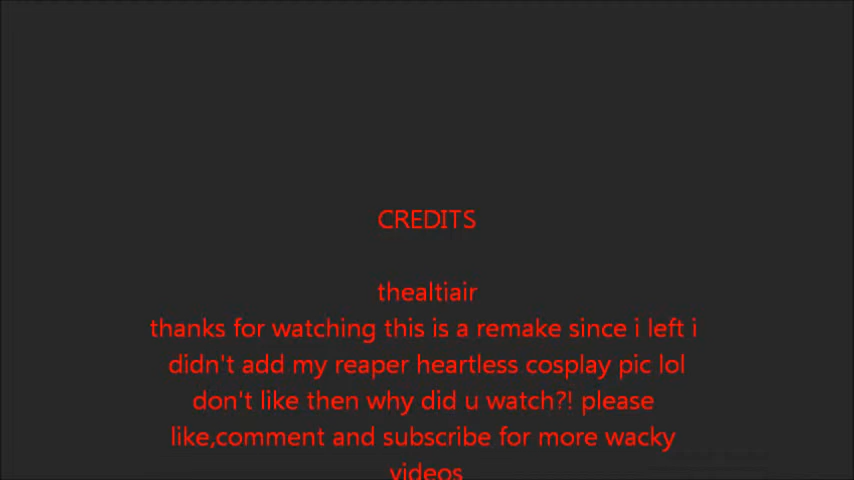 CREDITS
thealtiair
thanks for watching this is a remake since i left i
didn't add my reaper heartless cosplay pic lol
don't like then why did u watch?! please
like,comment and subscribe for more wacky
videos